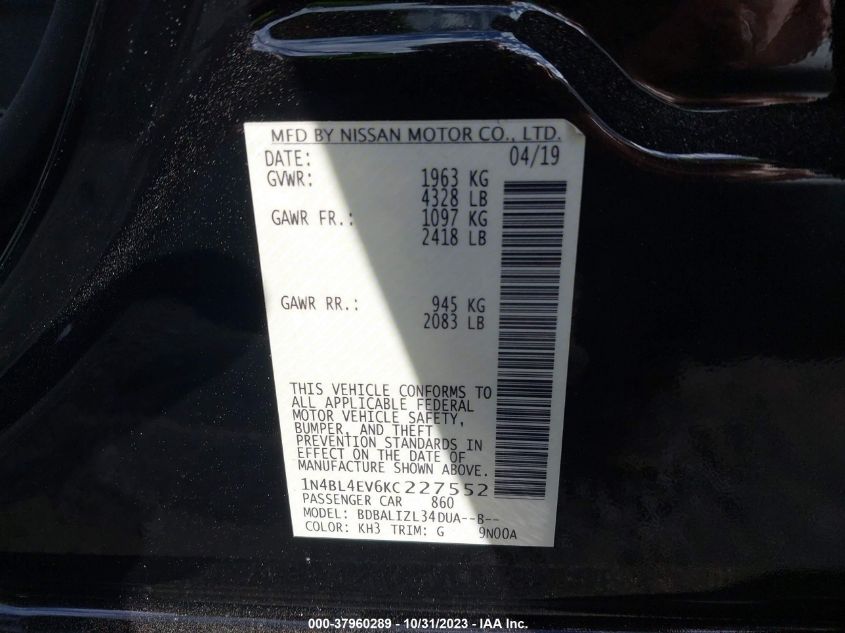 MFD BY NISSAN MOTOR CO., LTD.
DATE: 04/19
GVWR: 1963 KG
4328 LB
GAWR FR.: 1097 KG
2418 LB
GAWR RR.: 945 KG
2083 LB
THIS VEHICLE CONFORMS TO
ALL APPLICABLE FEDERAL
MOTOR VEHICLE SAFETY,
BUMPER, AND THEFT
PREVENTION STANDARDS IN
EFFECT ON THE DATE OF
MANUFACTURE SHOWN ABOVE.
1N4BL4EV6KC227552
PASSENGER CAR 860
MODEL: BDBALIZL34DUA--B--
COLOR: KH3 TRIM: G 9N00A
000-37960289 - 10/31/2023 - IAA Inc.